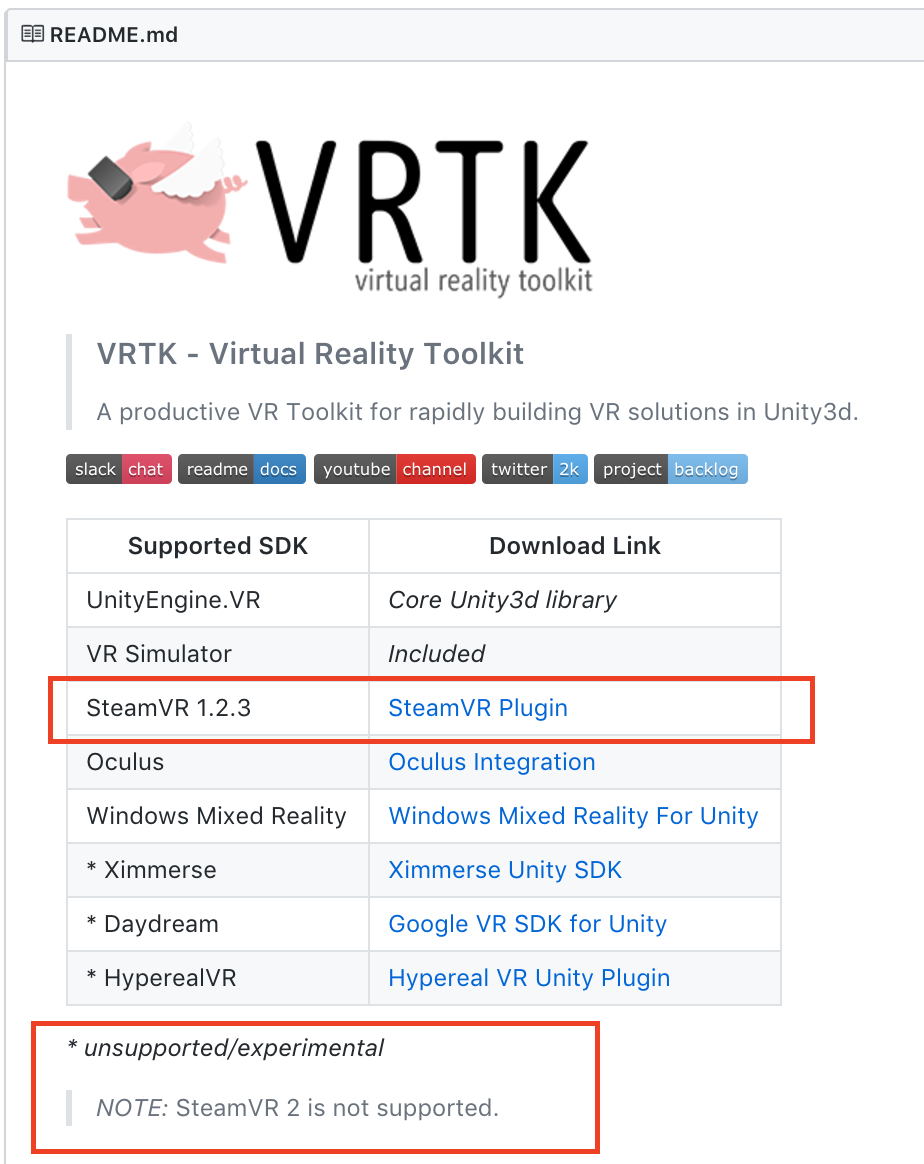 README.md
VRTK
virtual reality toolkit
VRTK - Virtual Reality Toolkit
A productive VR Toolkit for rapidly building VR solutions in Unity3d.
slack chat readme docs youtube channel twitter 2k project backlog
Supported SDK Download Link
UnityEngine.VR Core Unity3d library
VR Simulator Included
SteamVR 1.2.3 SteamVR Plugin
Oculus Oculus Integration
Windows Mixed Reality Windows Mixed Reality For Unity
* Ximmerse Ximmerse Unity SDK
* Daydream Google VR SDK for Unity
* HyperealVR Hypereal VR Unity Plugin
* unsupported/experimental
NOTE: SteamVR 2 is not supported.